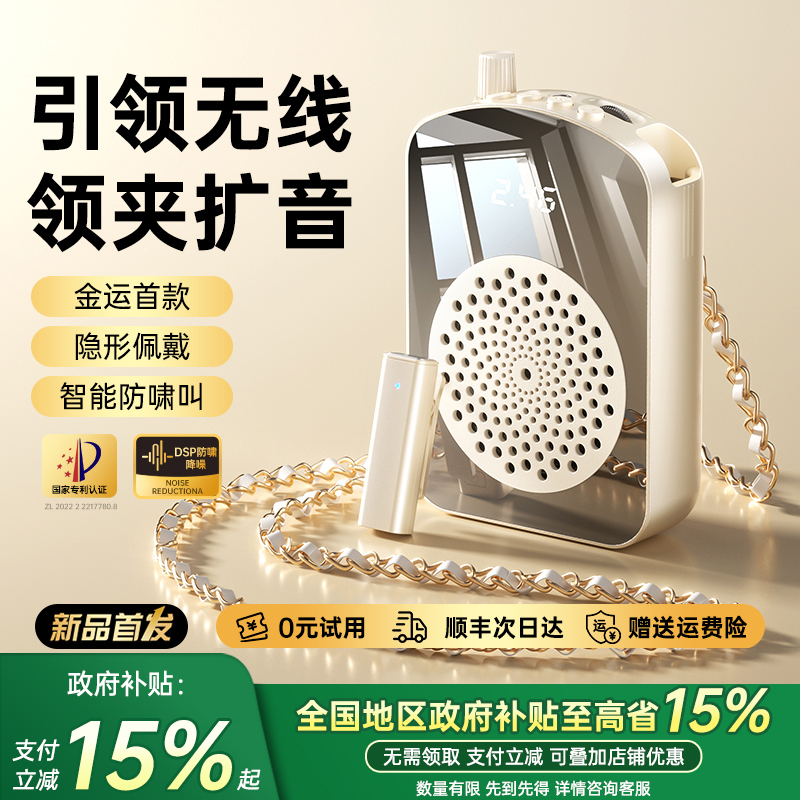 引领无线
领夹扩音
金运首款
隐形佩戴
智能防啸叫
国家专利认证
ZL 2022 2 2217780.8
DSP防啸
降噪
NOISE
REDUCTIONA
2.46
新品首发
¥ 0元试用
顺丰次日达
运 赠送运费险
政府补贴：
支付立减 15% 起
全国地区政府补贴至高省15%
无需领取 支付立减 可叠加店铺优惠
数量有限 先到先得 详情咨询客服